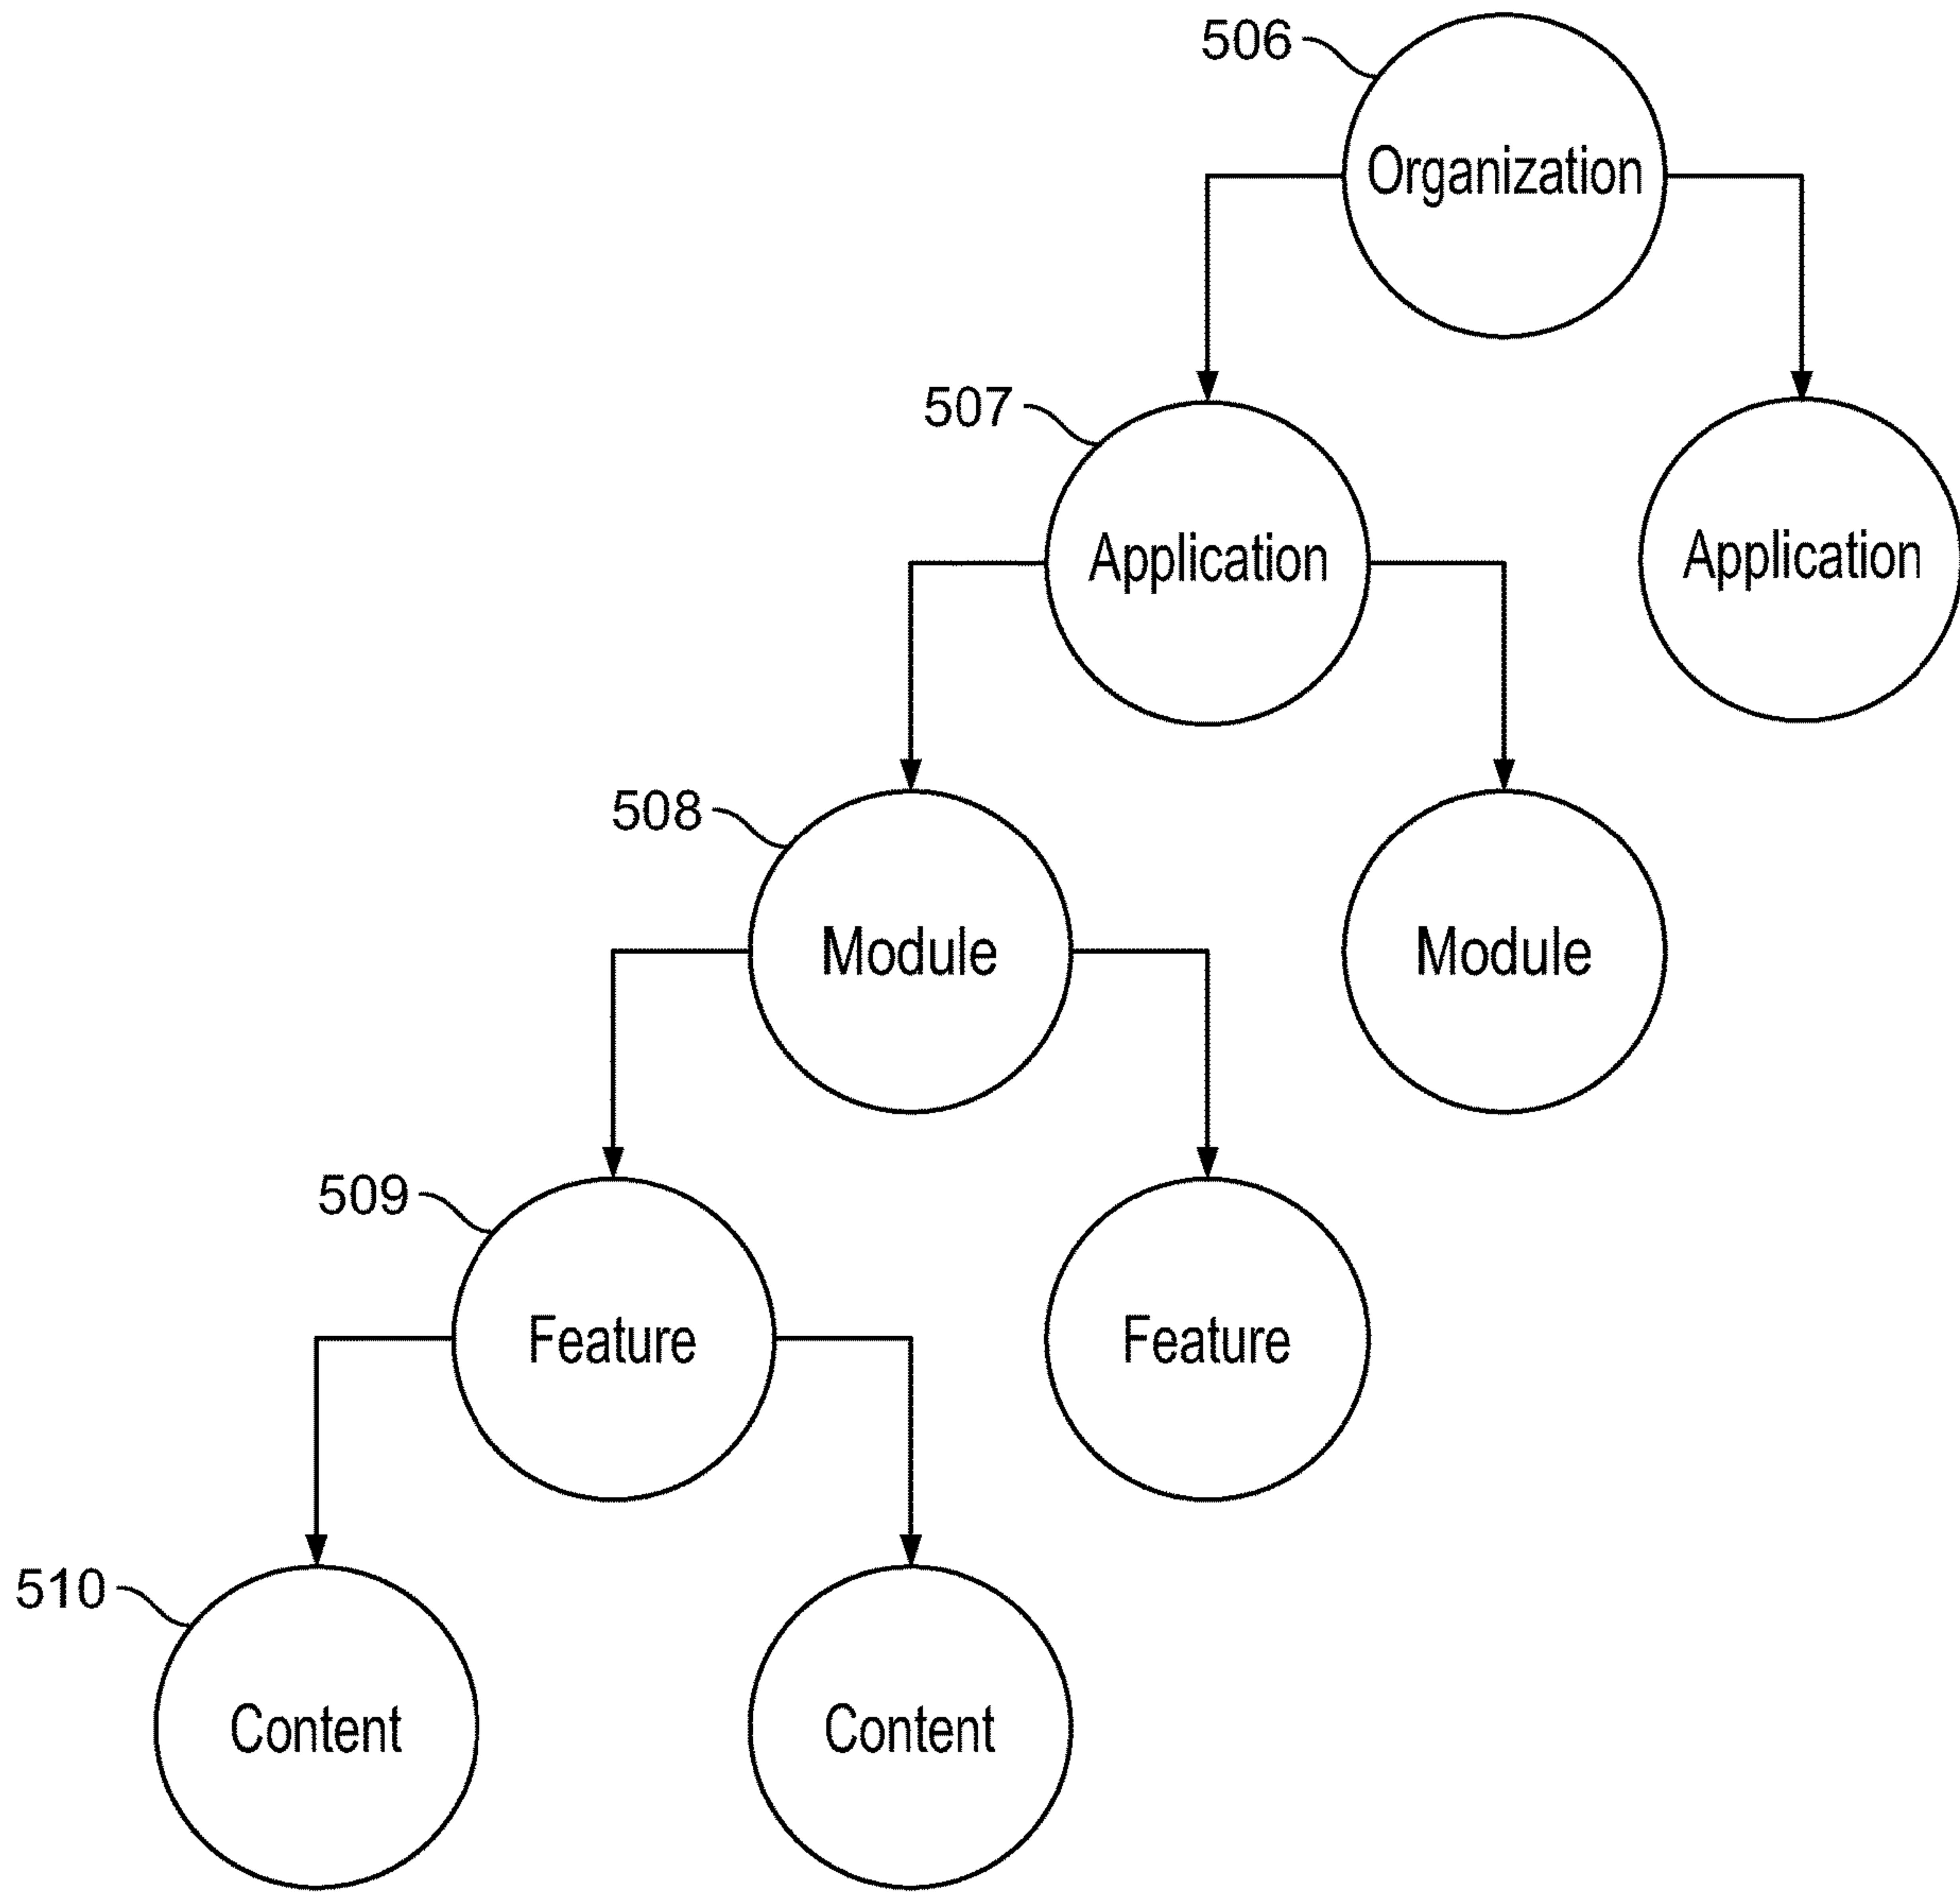 506
Organization
507
Application
Application
508
Module
Module
509
Feature
Feature
510
Content
Content